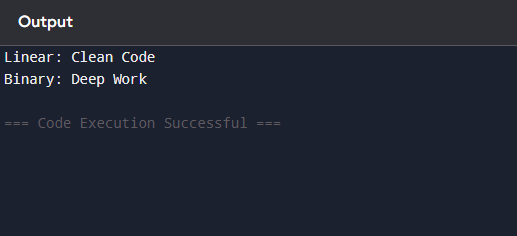 Output
Linear: Clean Code
Binary: Deep Work
=== Code Execution Successful ===